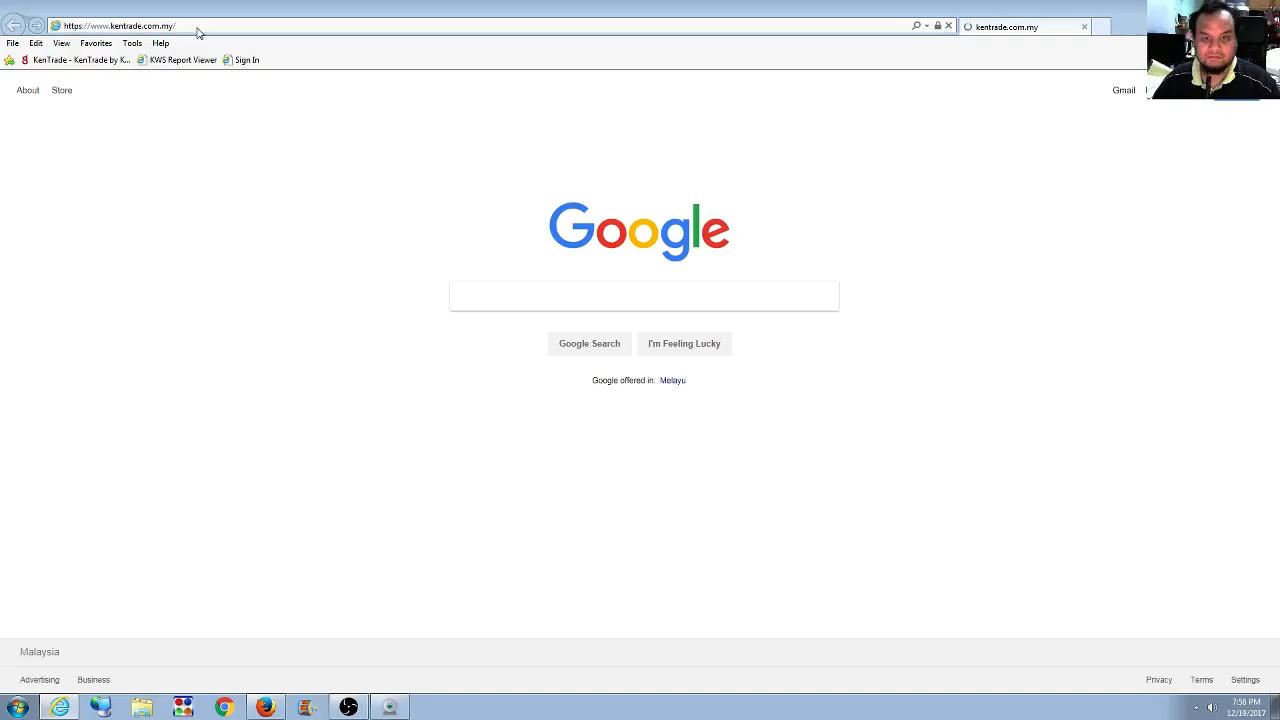 https://www.kentrade.com.my/
kentrade.com.my
File Edit View Favorites Tools Help
KenTrade - KenTrade by K... KWS Report Viewer Sign In
About Store
Gmail
Google
Google Search I'm Feeling Lucky
Google offered in: Melayu
Malaysia
Advertising Business
Privacy Terms Settings
7:58 PM
12/19/2017